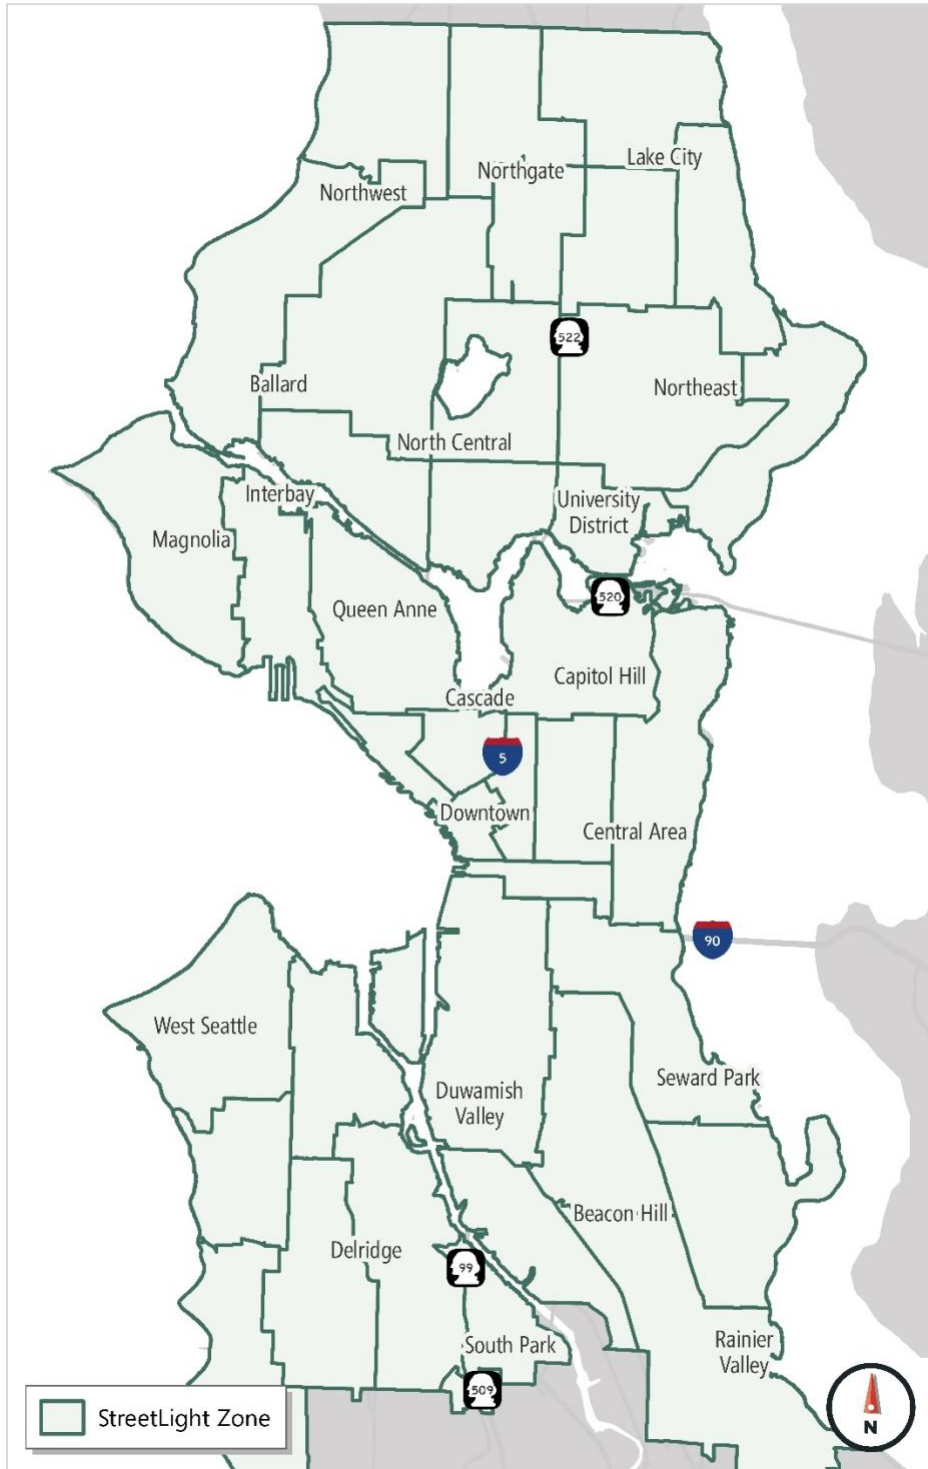 Lake City
Northgate
Northwest
522
Ballard
Northeast
North Central
Interbay
University
District
Magnolia
520
Queen Anne
Capitol Hill
Cascade
5
Downtown
Central Area
90
West Seattle
Seward Park
Duwamish
Valley
Beacon Hill
Delridge
99
South Park
Rainier
Valley
509
StreetLight Zone
N